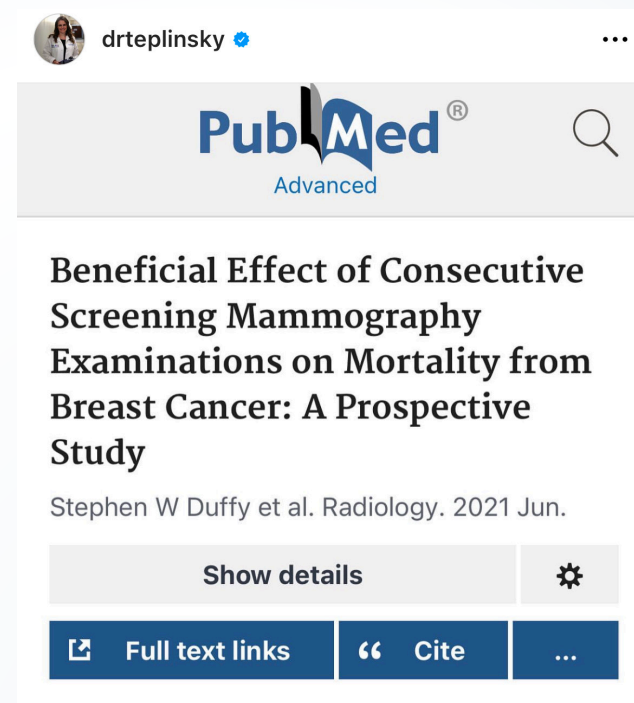 drteplinsky
PubMed®
Advanced
Beneficial Effect of Consecutive
Screening Mammography
Examinations on Mortality from
Breast Cancer: A Prospective
Study
Stephen W Duffy et al. Radiology. 2021 Jun.
Show details
Full text links
“ Cite
...